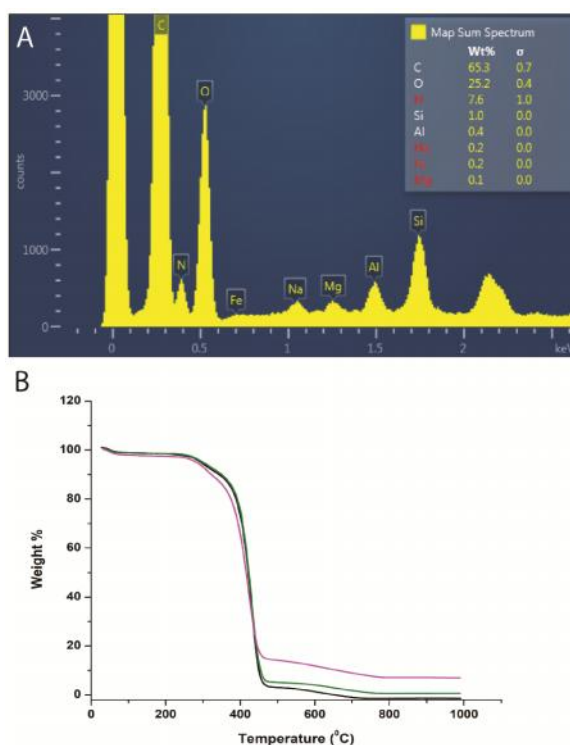 A
Map Sum Spectrum
Wt% σ
C 65.3 0.7
O 25.2 0.4
N 7.6 1.0
Si 1.0 0.0
Al 0.4 0.0
0.2 0.0
0.2 0.0
Mg 0.1 0.0
C
O
N
Fe
Na
Mg
Al
Si
3000
1000
0
counts
0 0.5 1 1.5 2
B
120
100
80
60
40
20
0
Weight %
0 200 400 600 800 1000
Temperature (⁰C)